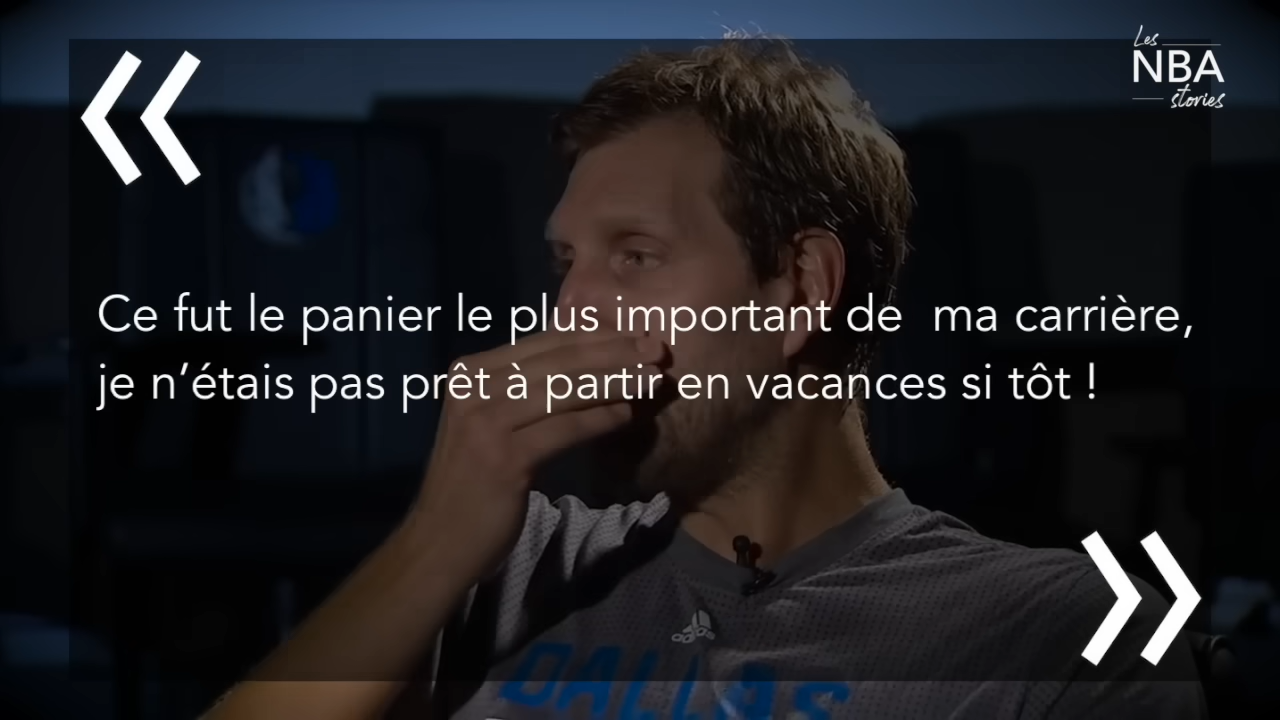 Les
NBA
stories
«
Ce fut le panier le plus important de  ma carrière,
je n’étais pas prêt à partir en vacances si tôt !
»
adidas
DALLAS